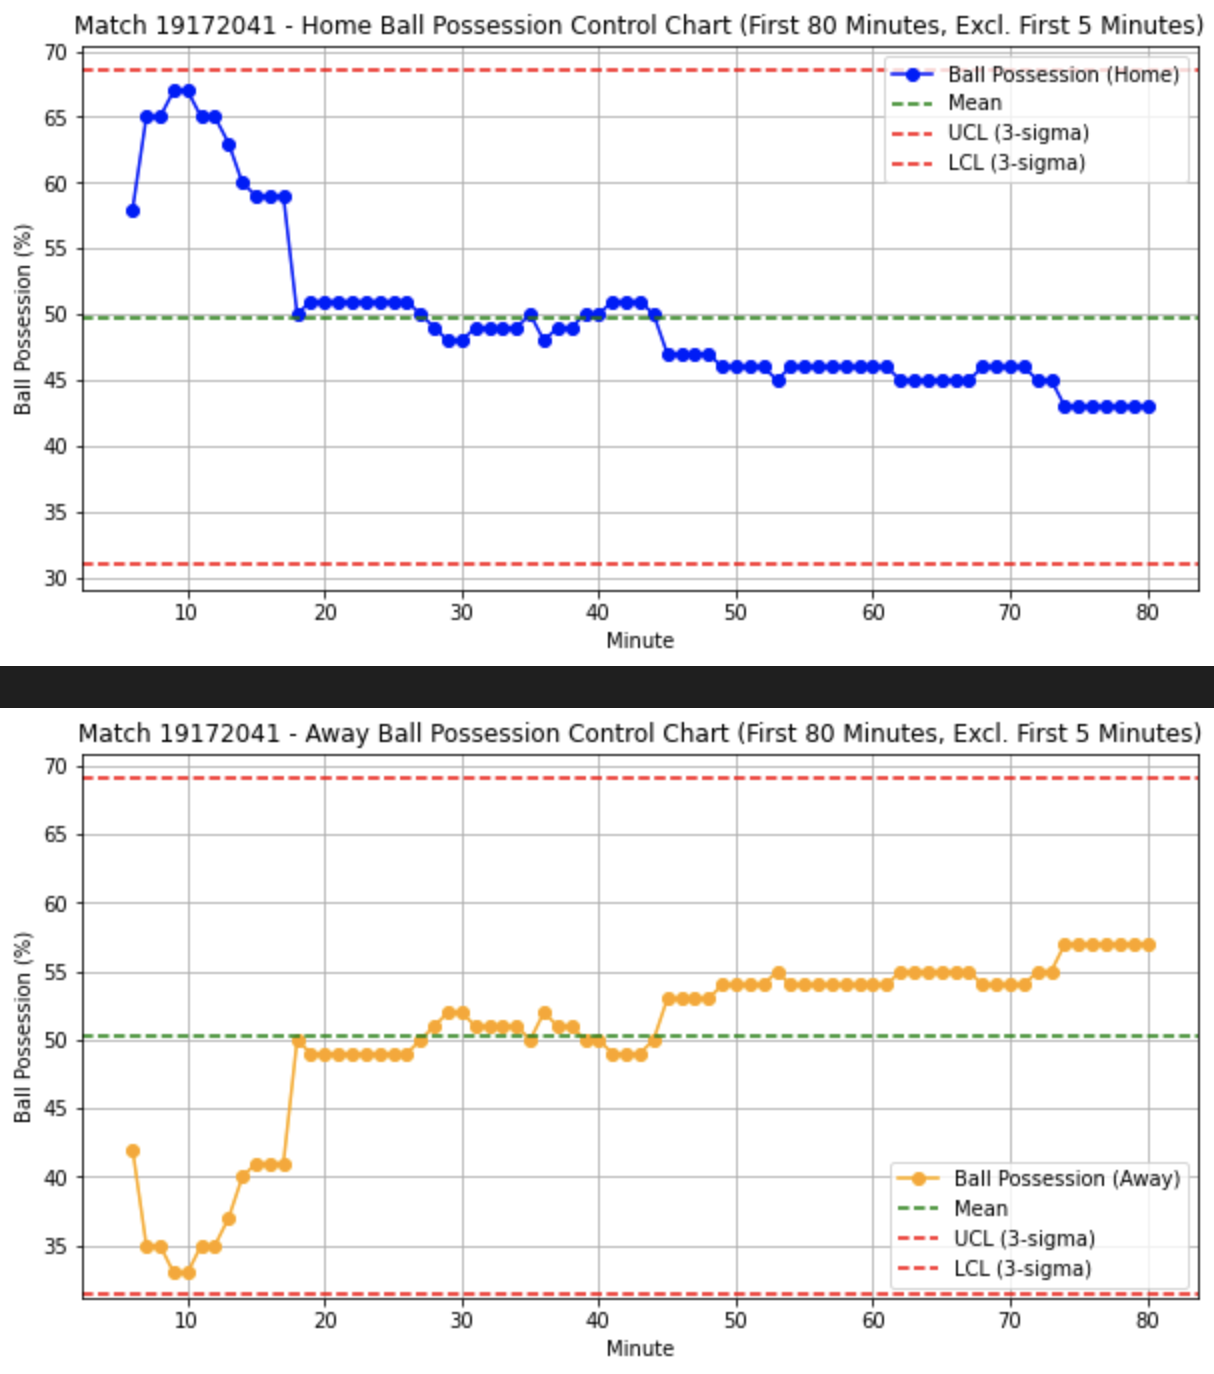 Match 19172041 - Home Ball Possession Control Chart (First 80 Minutes, Excl. First 5 Minutes)
70
65
60
55
50
45
40
35
30
Ball Possession (%)
Ball Possession (Home)
Mean
UCL (3-sigma)
LCL (3-sigma)
10 20 30 40 50 60 70 80
Minute
Match 19172041 - Away Ball Possession Control Chart (First 80 Minutes, Excl. First 5 Minutes)
70
65
60
55
50
45
40
35
Ball Possession (%)
Ball Possession (Away)
Mean
UCL (3-sigma)
LCL (3-sigma)
10 20 30 40 50 60 70 80
Minute